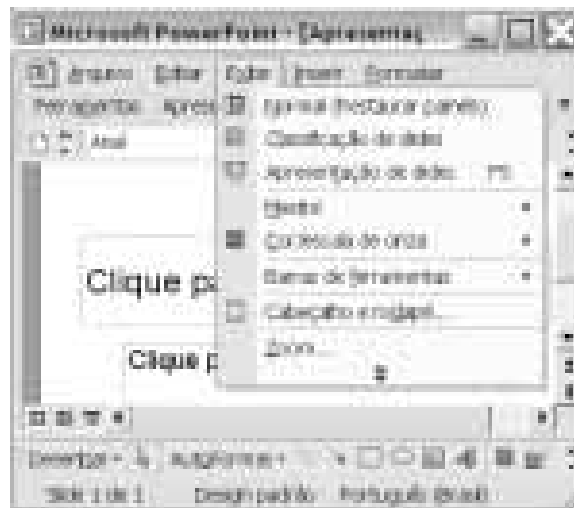 Microsoft PowerPoint - [Apresentaç
Arquivo Editar Exibir Inserir Formatar
Ferramentas Apres
Normal (restaurar painéis)
Arial
Classificação de slides
Apresentação de slides F5
Mestre
Cor/escala de cinza
Barras de ferramentas
Clique p
Cabeçalho e rodapé...
Zoom...
Clique p
Desenhar AutoFormas
Slide 1 de 1 Design padrão Português (Brasil)